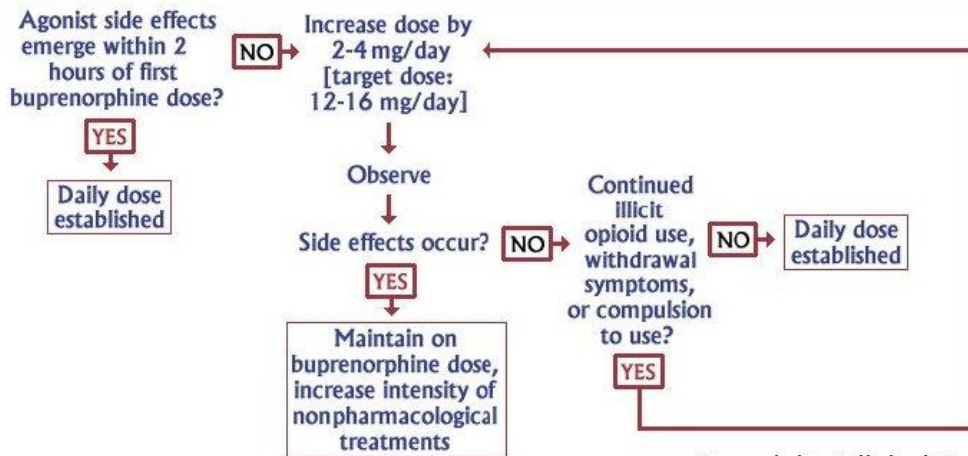 Agonist side effects
emerge within 2
hours of first
buprenorphine dose?
NO
Increase dose by
2-4 mg/day
[target dose:
12-16 mg/day]
YES
Daily dose
established
Observe
Side effects occur?
NO
Continued
illicit
opioid use,
withdrawal
symptoms,
or compulsion
to use?
NO
Daily dose
established
YES
Maintain on
buprenorphine dose,
increase intensity of
nonpharmacological
treatments
YES